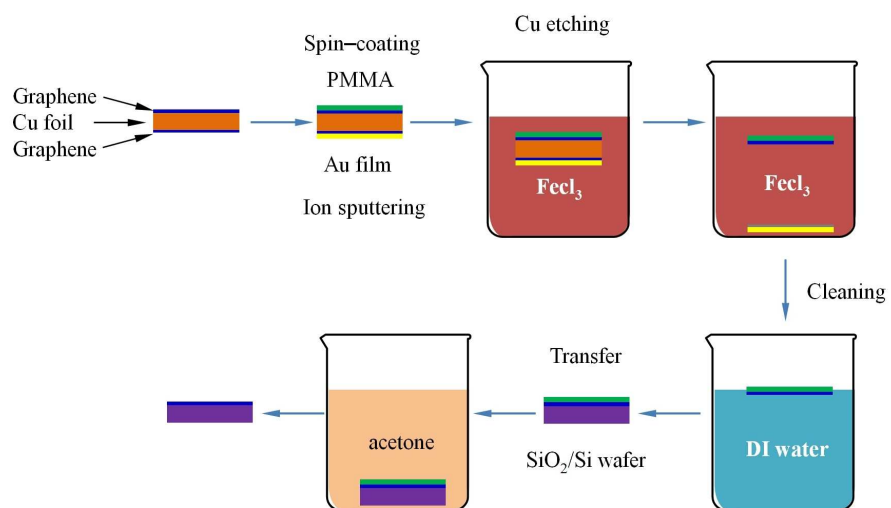 Cu etching
Spin–coating
PMMA
Graphene
Cu foil
Graphene
Au film
Ion sputtering
Fecl₃
Fecl₃
Cleaning
Transfer
acetone
SiO₂/Si wafer
DI water